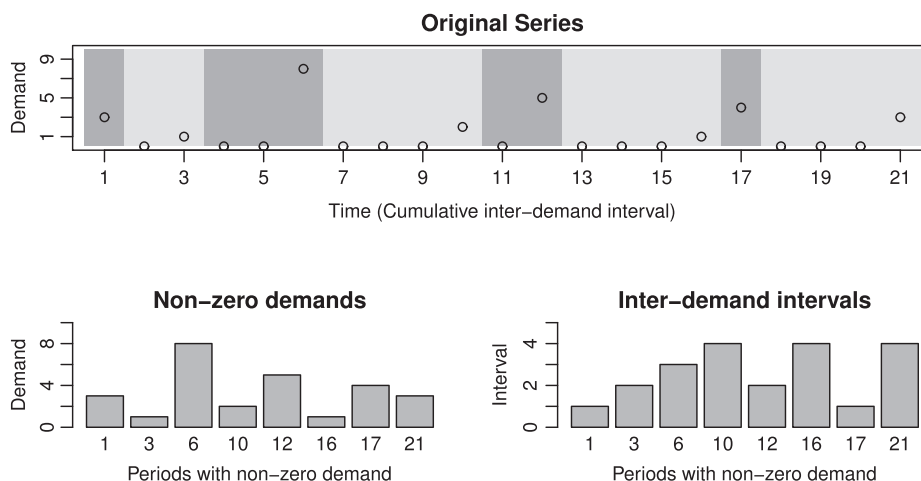 Original Series
Demand
9
5
1
1 3 5 7 9 11 13 15 17 19 21
Time (Cumulative inter−demand interval)
Non−zero demands
Demand
8
4
0
1 3 6 10 12 16 17 21
Periods with non−zero demand
Inter−demand intervals
Interval
4
2
0
1 3 6 10 12 16 17 21
Periods with non−zero demand